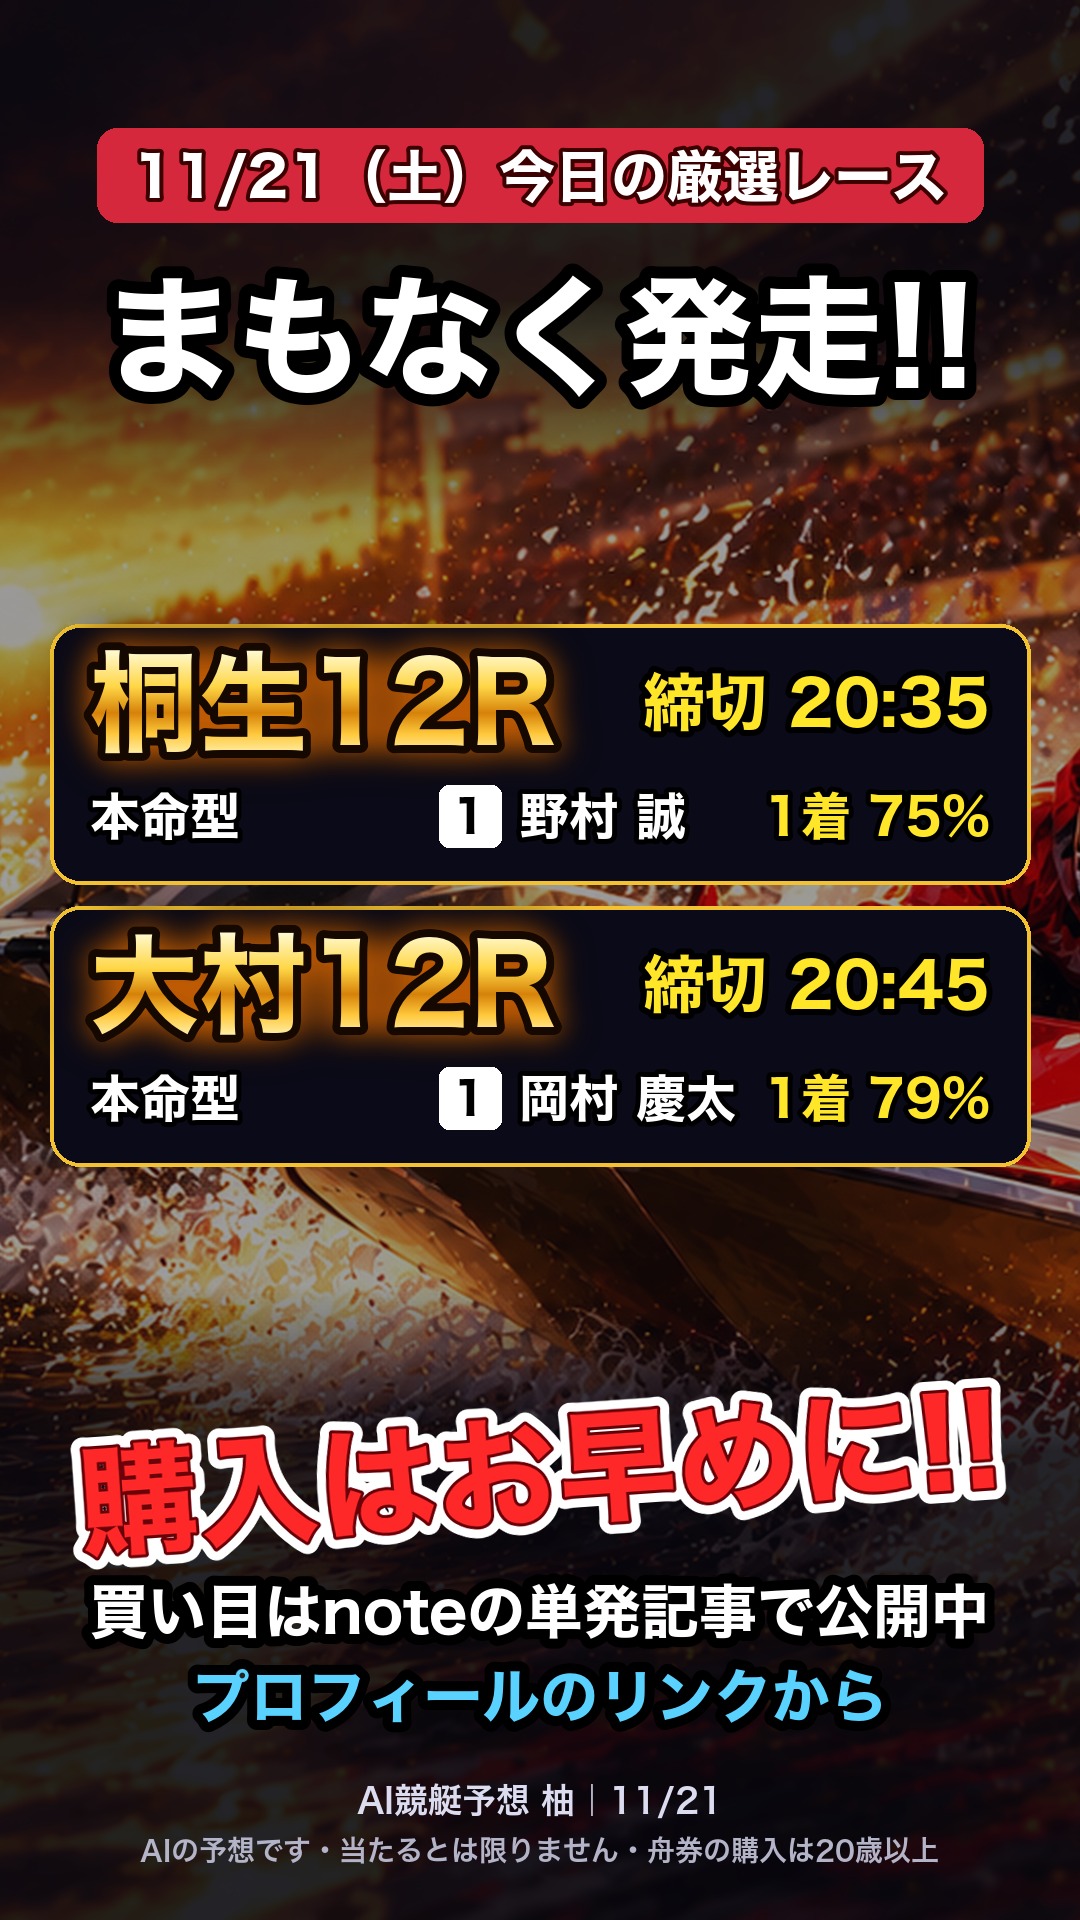 11/21（土）今日の厳選レース
まもなく発走!!
桐生12R 締切 20:35
本命型 1 野村 誠 1着 75%
大村12R 締切 20:45
本命型 1 岡村 慶太 1着 79%
購入はお早めに!!
買い目はnoteの単発記事で公開中
プロフィールのリンクから
AI競艇予想 柚｜11/21
AIの予想です・当たるとは限りません・舟券の購入は20歳以上